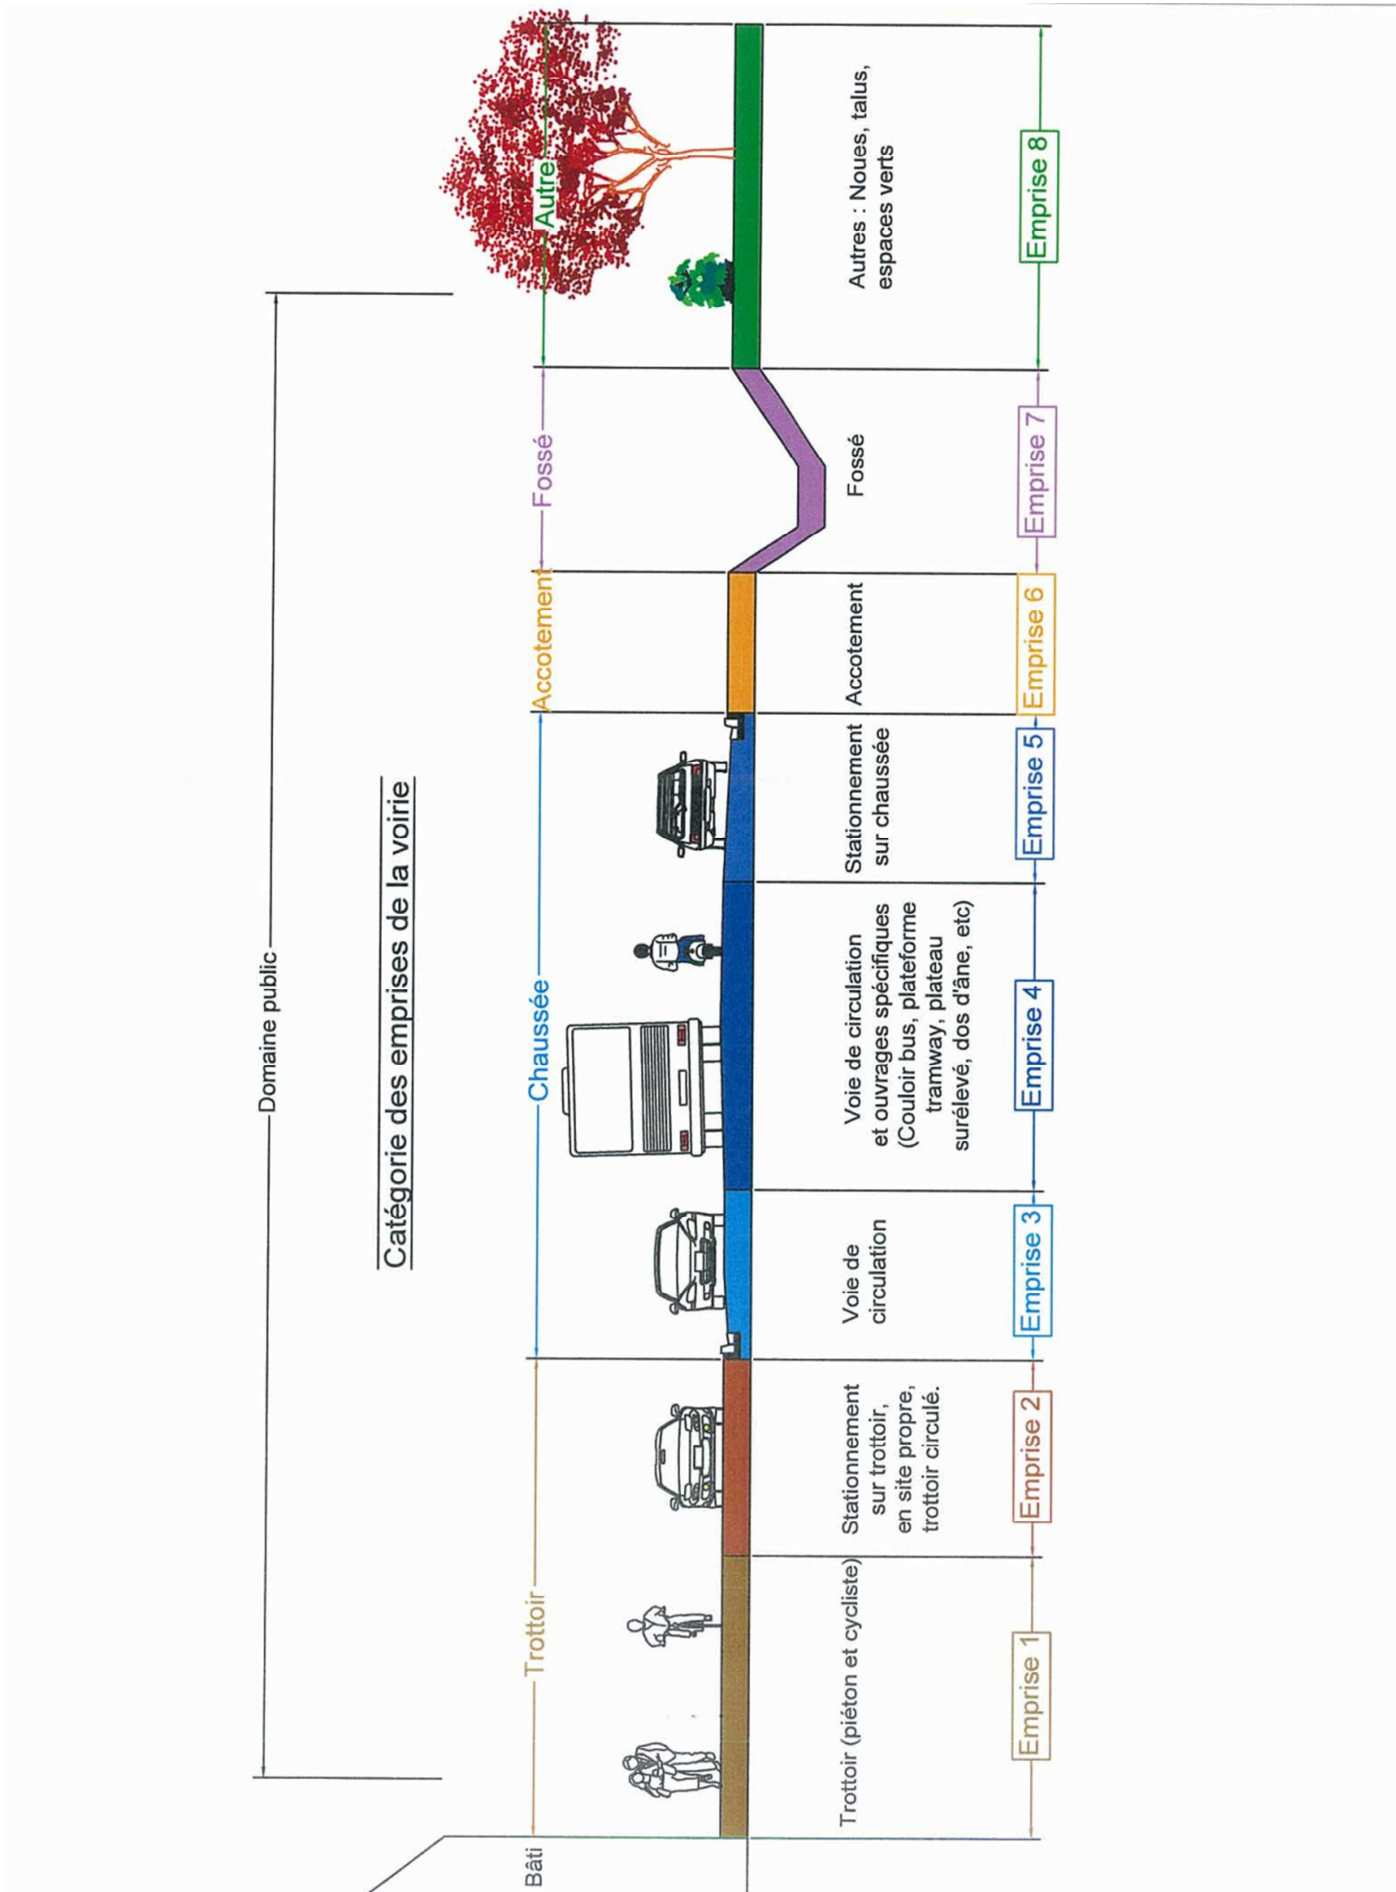 Domaine public
Catégorie des emprises de la voirie
Bâti
Trottoir
Chaussée
Accotement
Fossé
Autre
Trottoir (piéton et cycliste)
Stationnement
sur trottoir,
en site propre,
trottoir circulé.
Voie de
circulation
Voie de circulation
et ouvrages spécifiques
(Couloir bus, plateforme
tramway, plateau
surélevé, dos d'âne, etc)
Stationnement
sur chaussée
Accotement
Fossé
Autres : Noues, talus,
espaces verts
Emprise 1
Emprise 2
Emprise 3
Emprise 4
Emprise 5
Emprise 6
Emprise 7
Emprise 8